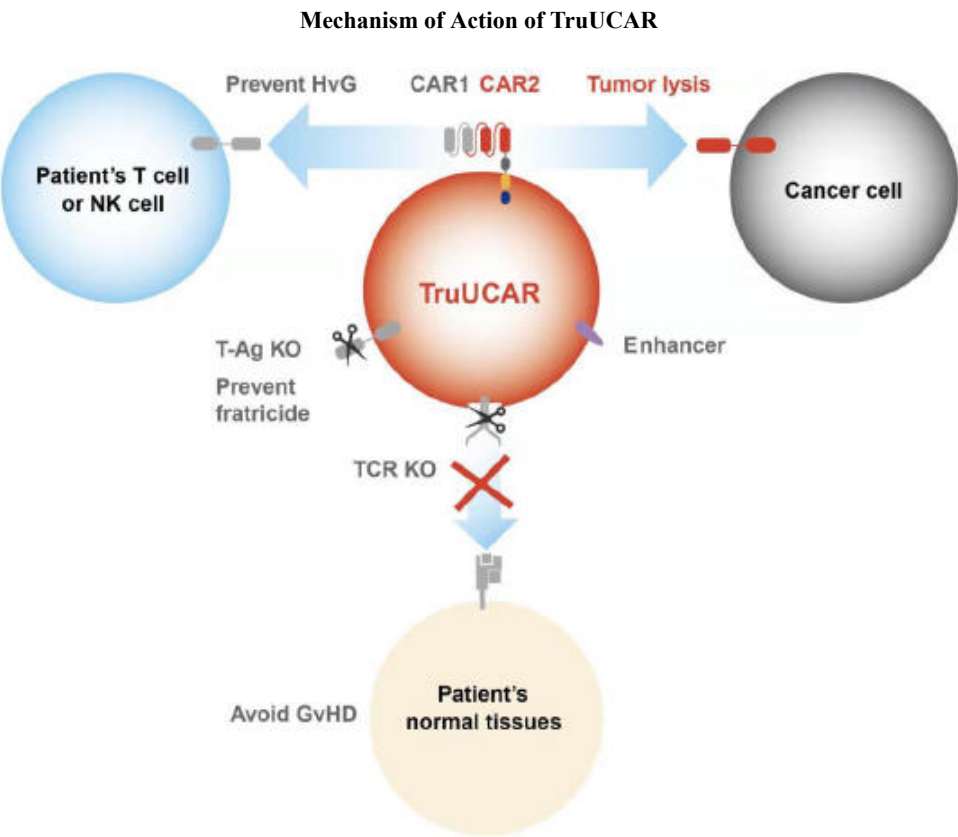 Mechanism of Action of TruUCAR
Prevent HvG
CAR1 CAR2
Tumor lysis
Patient's T cell
or NK cell
Cancer cell
TruUCAR
T-Ag KO
Prevent
fratricide
Enhancer
TCR KO
Patient's
normal tissues
Avoid GvHD